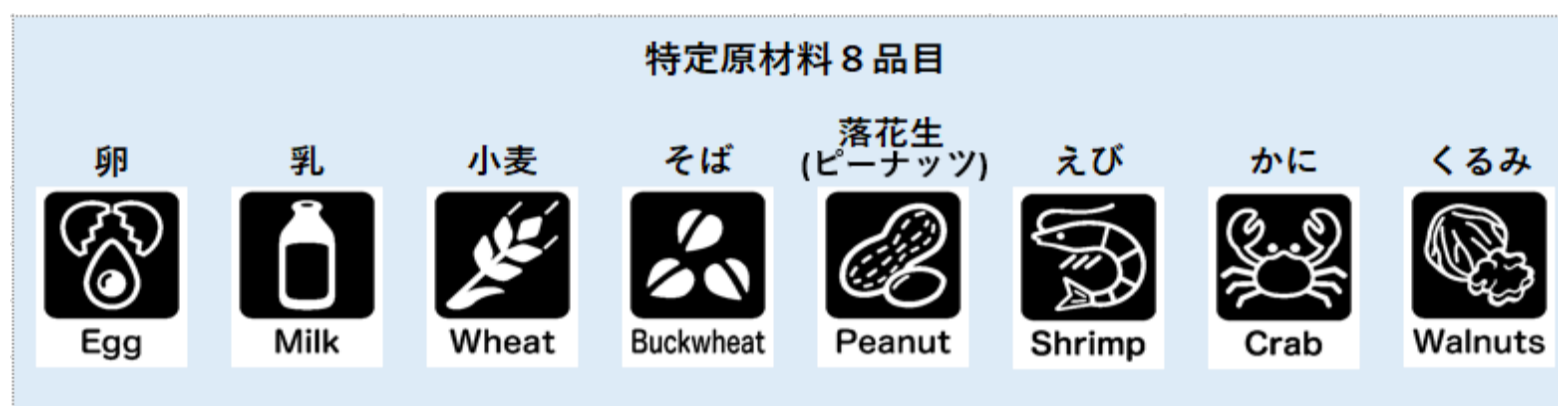 特定原材料８品目
卵
乳
小麦
そば
落花生
(ピーナッツ)
えび
かに
くるみ
Egg
Milk
Wheat
Buckwheat
Peanut
Shrimp
Crab
Walnuts